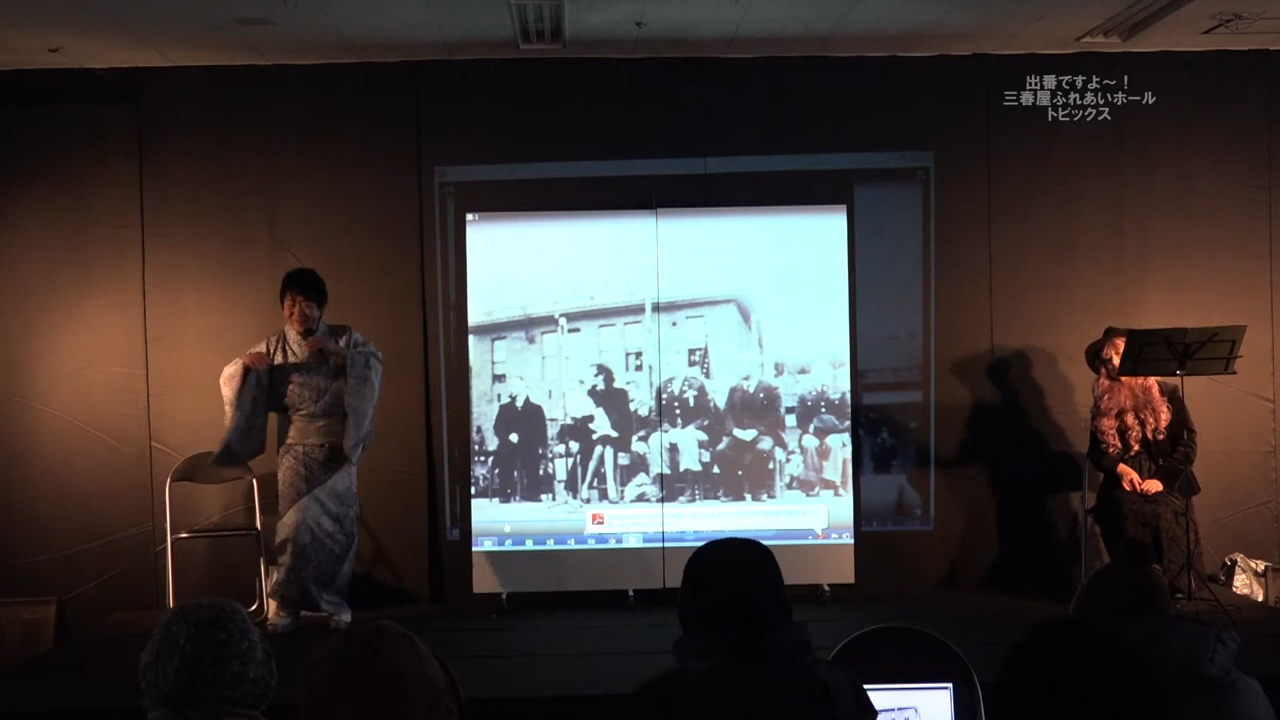 出番ですよ～！
三春屋ふれあいホール
トピックス